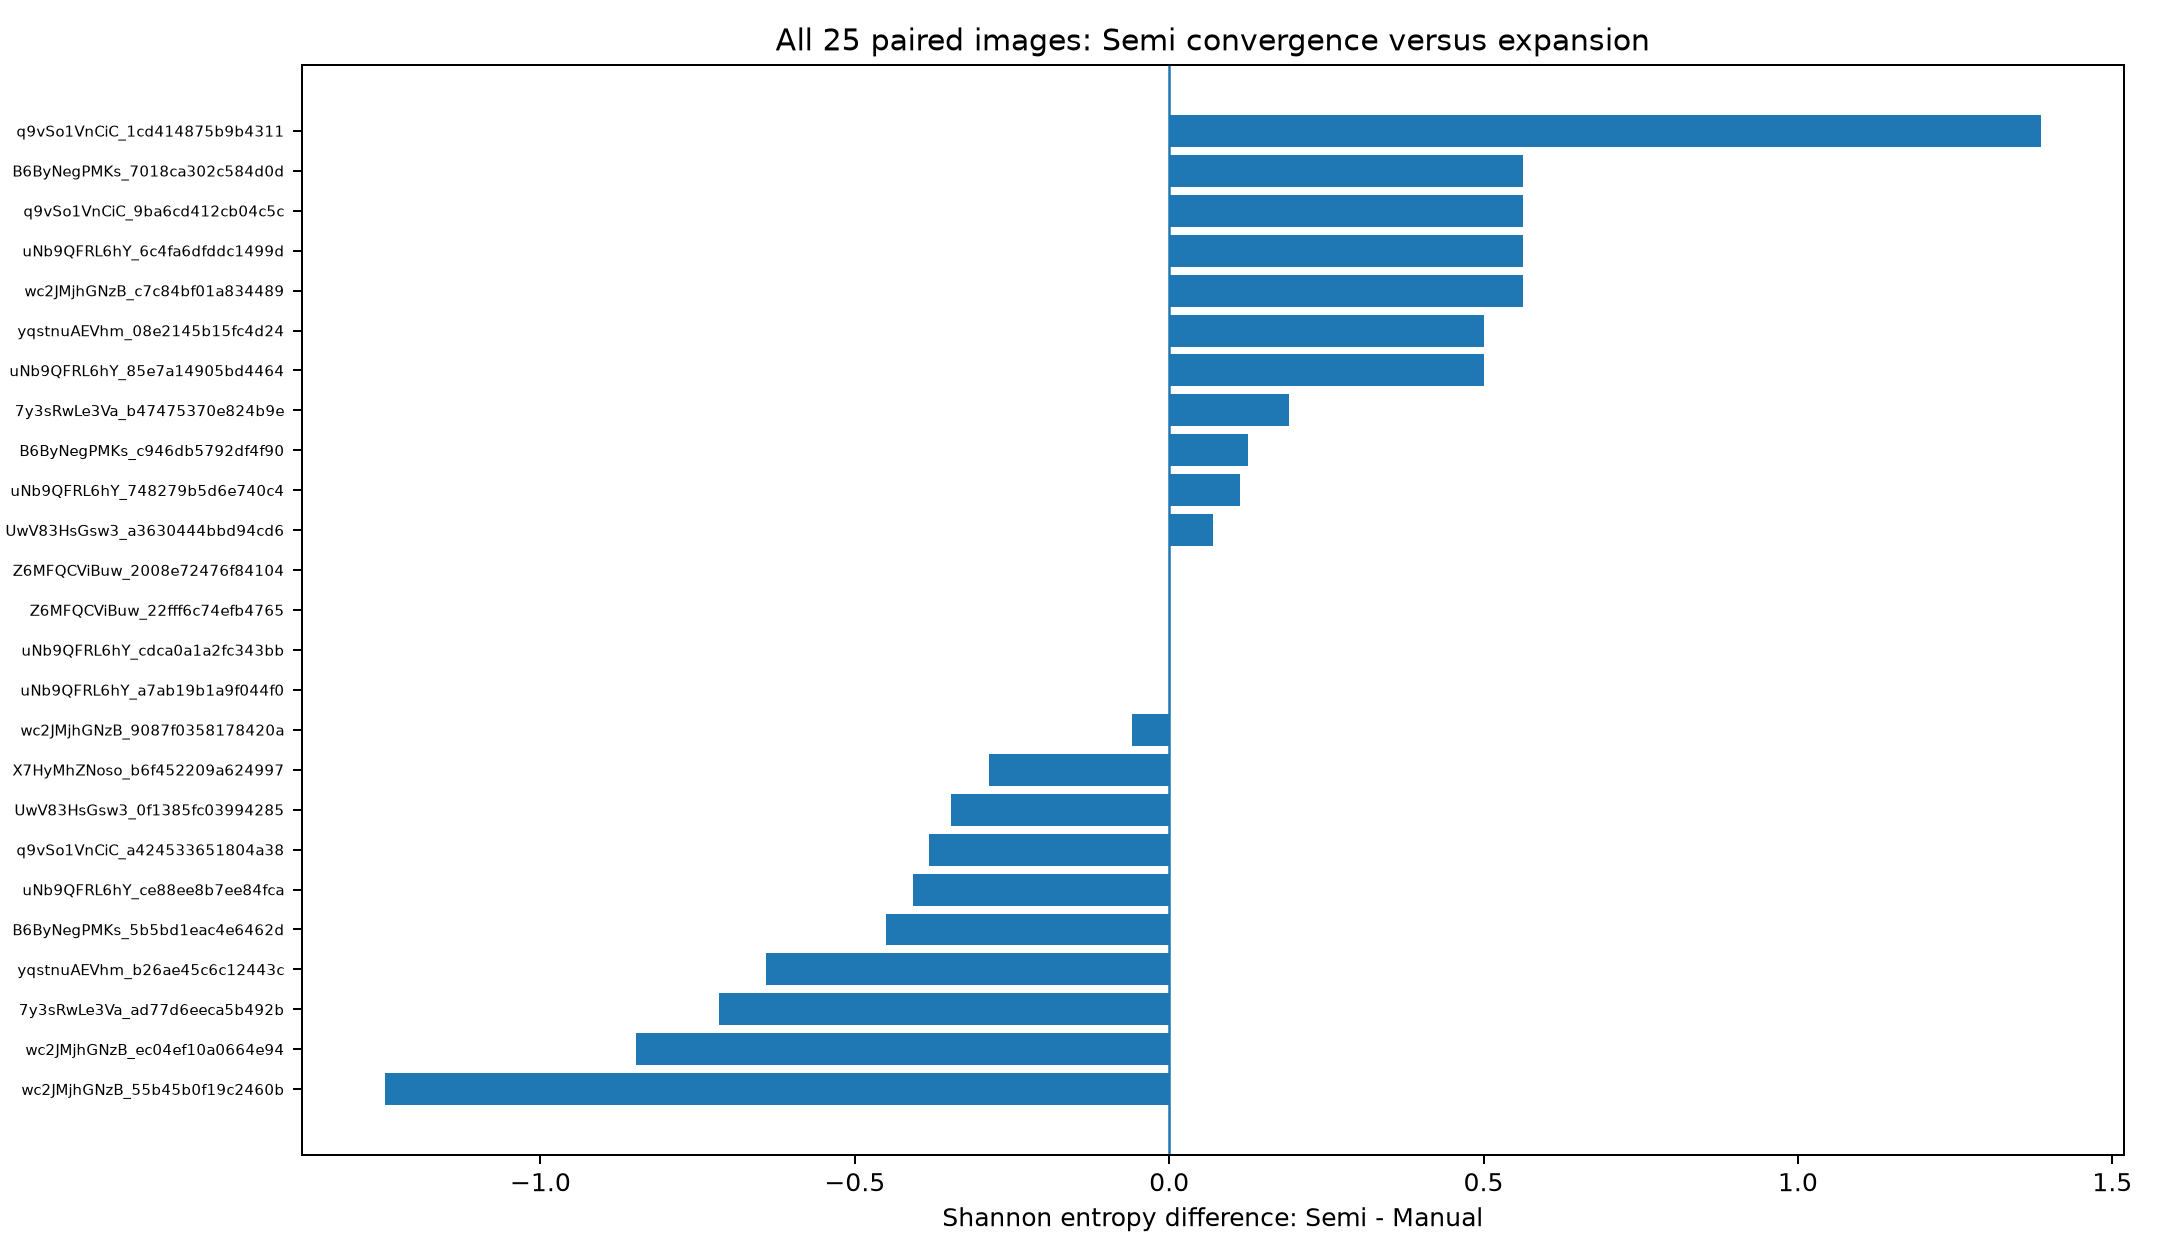 All 25 paired images: Semi convergence versus expansion
q9vSo1VnCiC_1cd414875b9b4311
B6ByNegPMKs_7018ca302c584d0d
q9vSo1VnCiC_9ba6cd412cb04c5c
uNb9QFRL6hY_6c4fa6dfddc1499d
wc2JMjhGNzB_c7c84bf01a834489
yqstnuAEVhm_08e2145b15fc4d24
uNb9QFRL6hY_85e7a14905bd4464
7y3sRwLe3Va_b47475370e824b9e
B6ByNegPMKs_c946db5792df4f90
uNb9QFRL6hY_748279b5d6e740c4
UwV83HsGsw3_a3630444bbd94cd6
Z6MFQCViBuw_2008e72476f84104
Z6MFQCViBuw_22fff6c74efb4765
uNb9QFRL6hY_cdca0a1a2fc343bb
uNb9QFRL6hY_a7ab19b1a9f044f0
wc2JMjhGNzB_9087f0358178420a
X7HyMhZNoso_b6f452209a624997
UwV83HsGsw3_0f1385fc03994285
q9vSo1VnCiC_a424533651804a38
uNb9QFRL6hY_ce88ee8b7ee84fca
B6ByNegPMKs_5b5bd1eac4e6462d
yqstnuAEVhm_b26ae45c6c12443c
7y3sRwLe3Va_ad77d6eeca5b492b
wc2JMjhGNzB_ec04ef10a0664e94
wc2JMjhGNzB_55b45b0f19c2460b
−1.0 −0.5 0.0 0.5 1.0 1.5
Shannon entropy difference: Semi - Manual